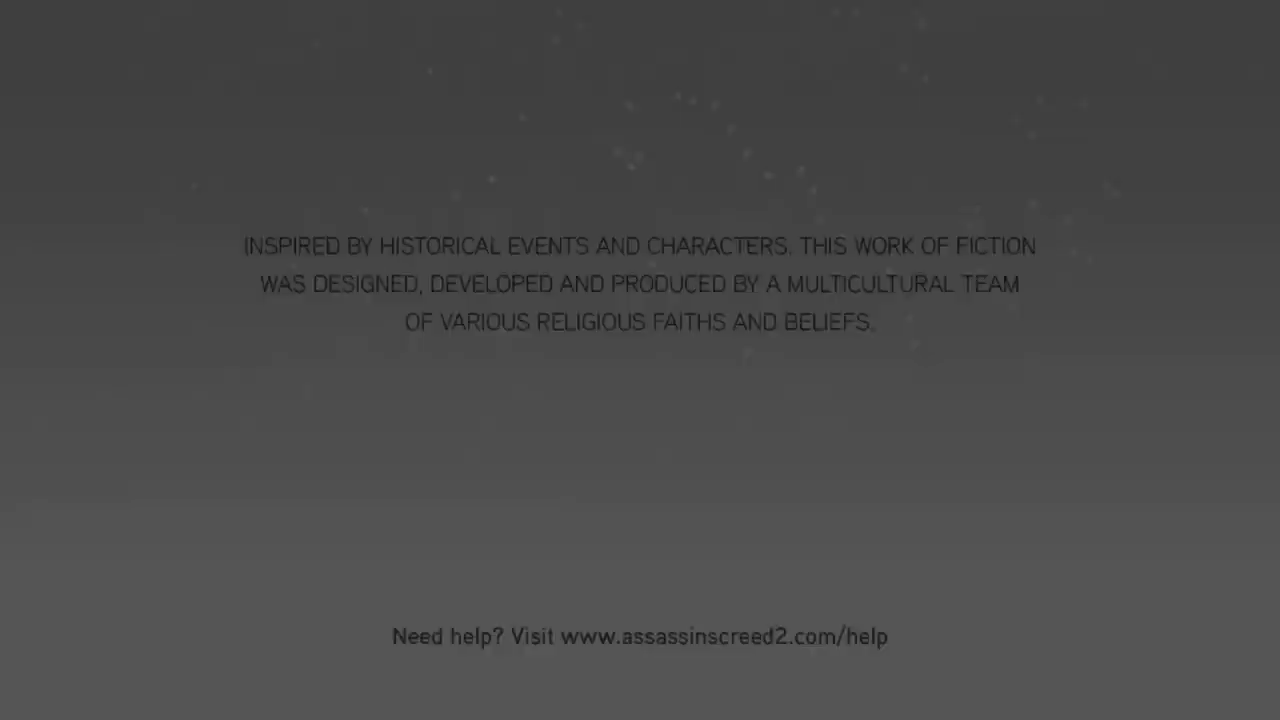 INSPIRED BY HISTORICAL EVENTS AND CHARACTERS. THIS WORK OF FICTION
WAS DESIGNED, DEVELOPED AND PRODUCED BY A MULTICULTURAL TEAM
OF VARIOUS RELIGIOUS FAITHS AND BELIEFS.
Need help? Visit www.assassinscreed2.com/help